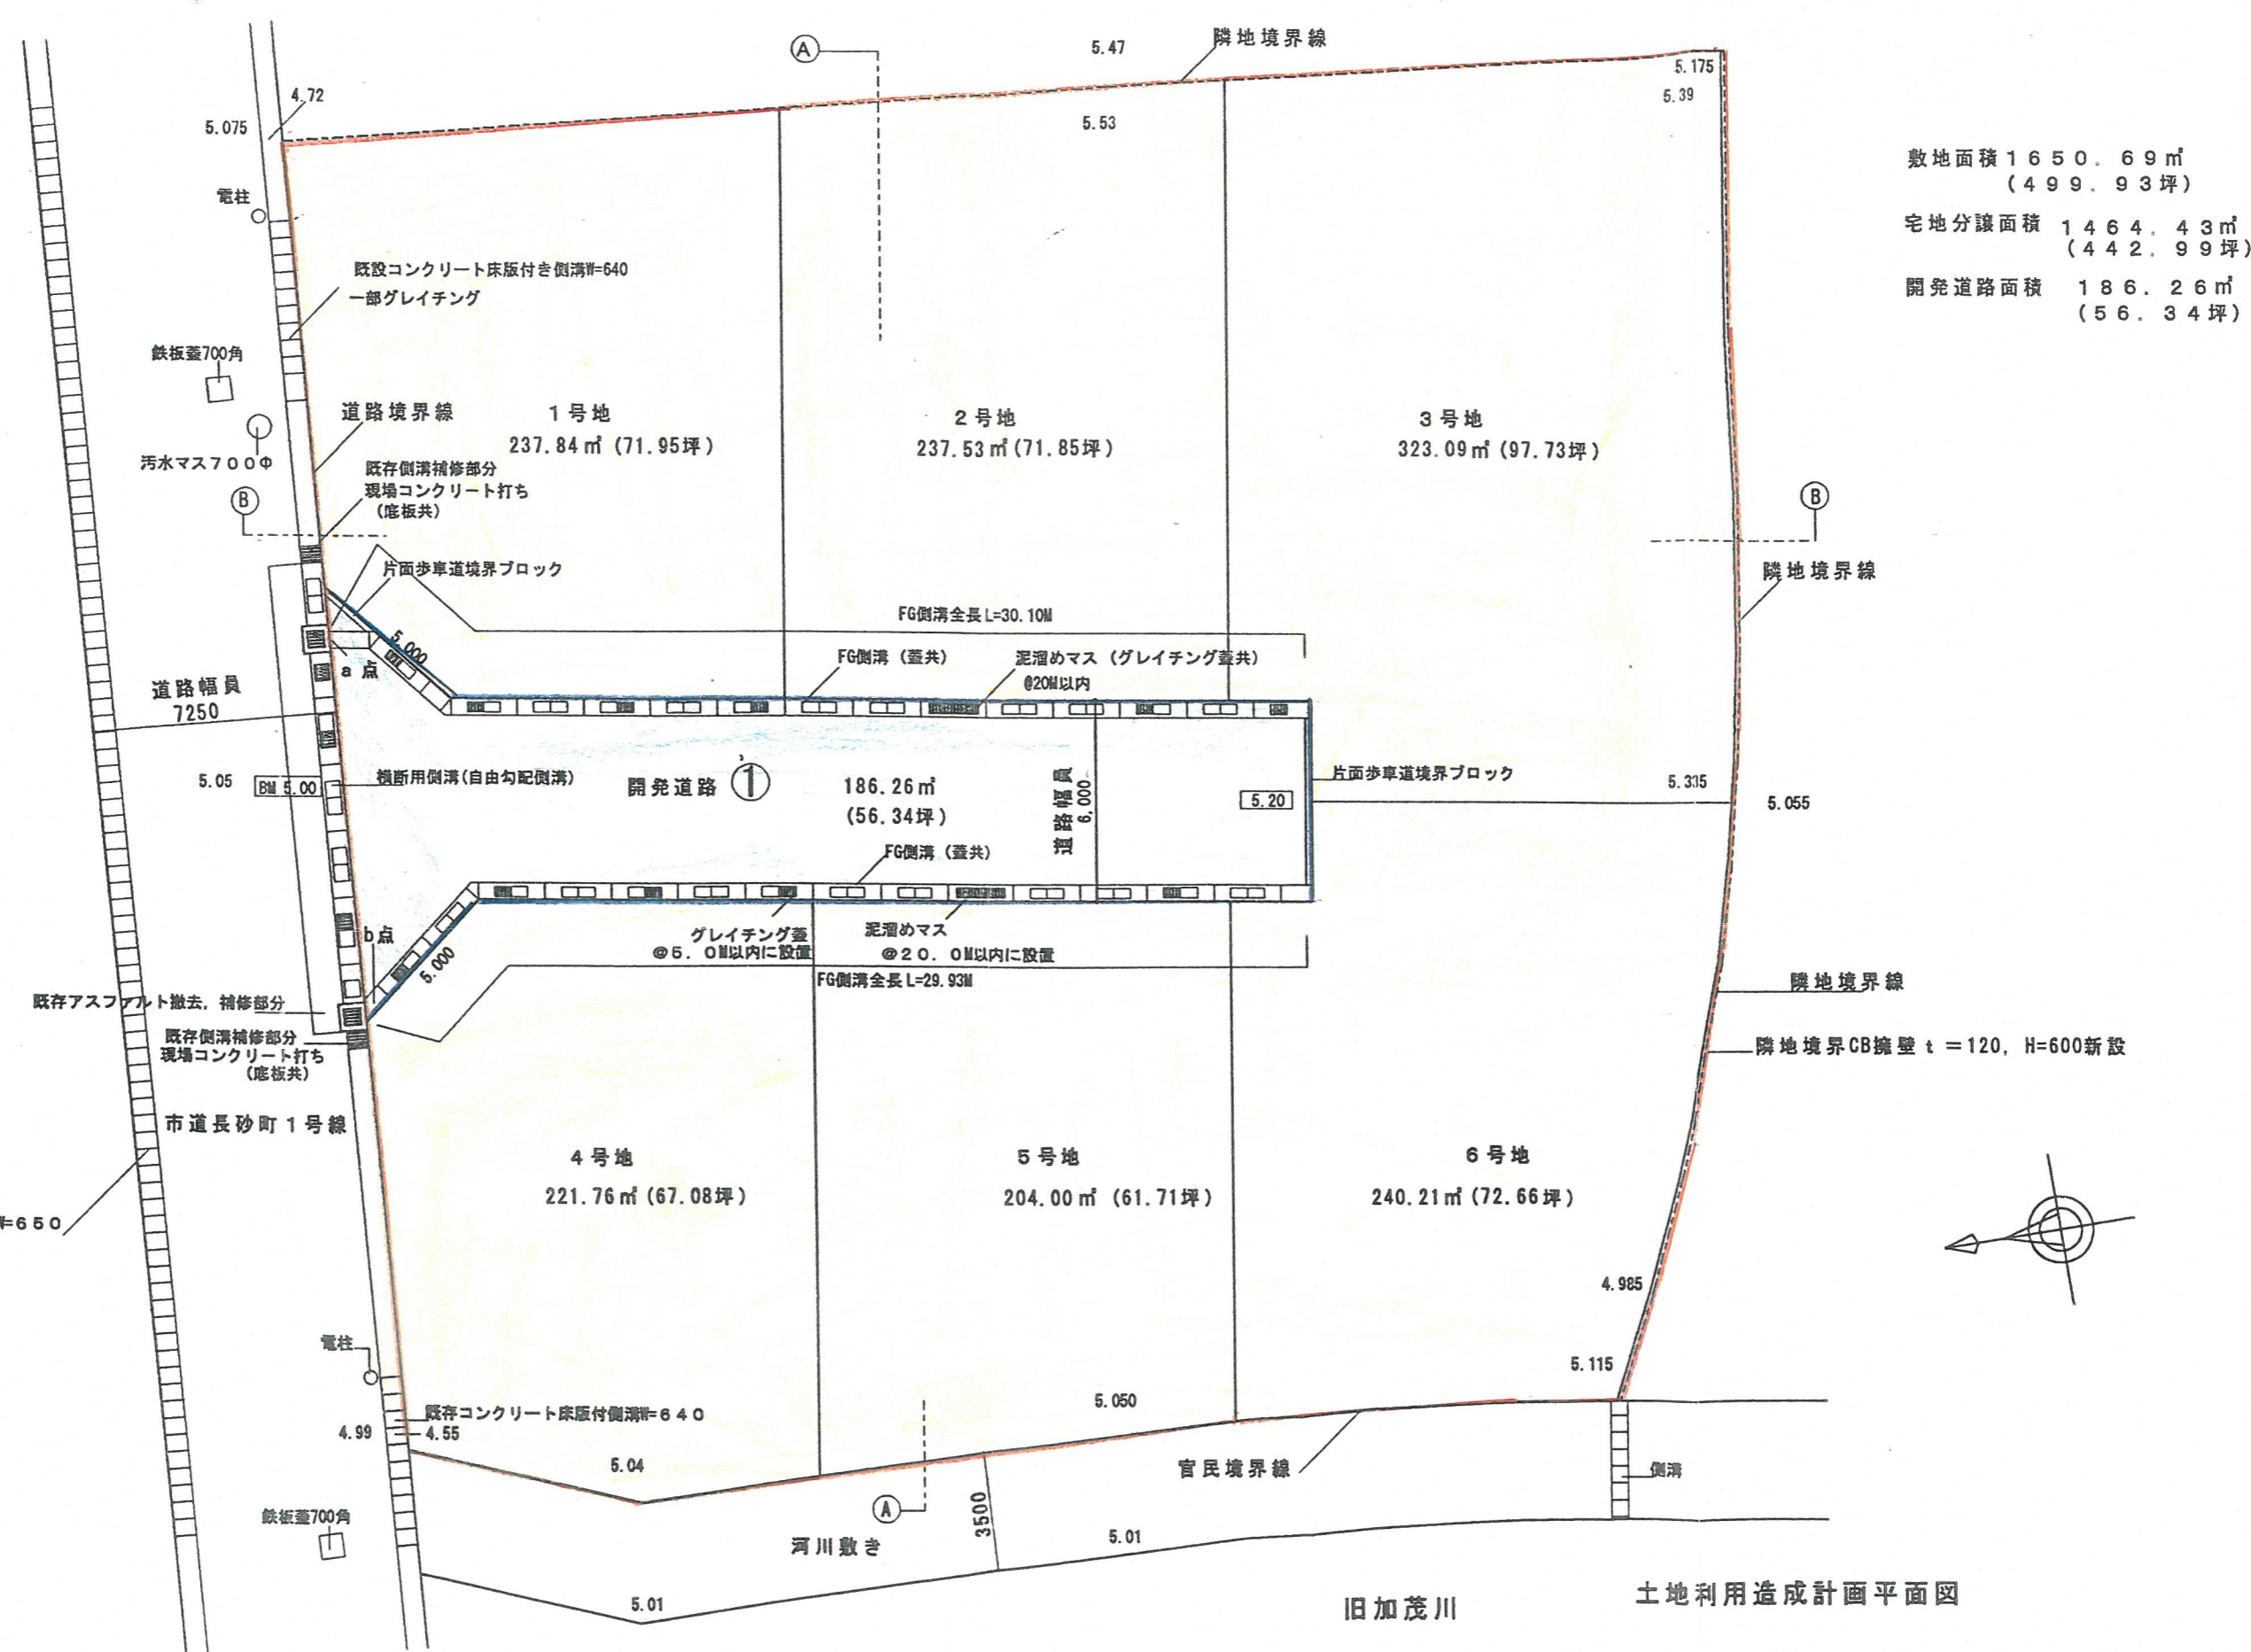 Ⓐ
5.47
隣地境界線
5.175
5.39
4.72
5.075
5.53
敷地面積 1650.69㎡
(499.93坪)
宅地分譲面積 1464.43㎡
(442.99坪)
開発道路面積 186.26㎡
(56.34坪)
電柱
既設コンクリート床版付き側溝W=640
一部グレイチング
鉄板蓋700角
道路境界線
1号地
237.84㎡(71.95坪)
2号地
237.53㎡(71.85坪)
3号地
323.09㎡(97.73坪)
汚水マス700Φ
既存側溝補修部分
現場コンクリート打ち
(底板共)
Ⓑ
Ⓑ
片面歩車道境界ブロック
隣地境界線
FG側溝全長L=30.10M
5.000
a点
FG側溝(蓋共)
泥溜めマス(グレイチング蓋共)
@20M以内
道路幅員
7250
5.05
BM 5.00
横断用側溝(自由勾配側溝)
開発道路
①
186.26㎡
(56.34坪)
道路幅員
6,000
5.20
片面歩車道境界ブロック
5.335
5.055
FG側溝(蓋共)
b点
5.000
グレイチング蓋
@5.0M以内に設置
泥溜めマス
@20.0M以内に設置
FG側溝全長L=29.93M
隣地境界線
既存アスファルト撤去,補修部分
既存側溝補修部分
現場コンクリート打ち
(底板共)
隣地境界CB擁壁t=120, H=600新設
市道長砂町1号線
4号地
221.76㎡(67.08坪)
5号地
204.00㎡(61.71坪)
6号地
240.21㎡(72.66坪)
=650
4.985
電柱
5.115
既存コンクリート床版付側溝W=640
4.99
4.55
5.050
5.04
官民境界線
側溝
鉄板蓋700角
Ⓐ
3500
河川敷き
5.01
5.01
旧加茂川
土地利用造成計画平面図